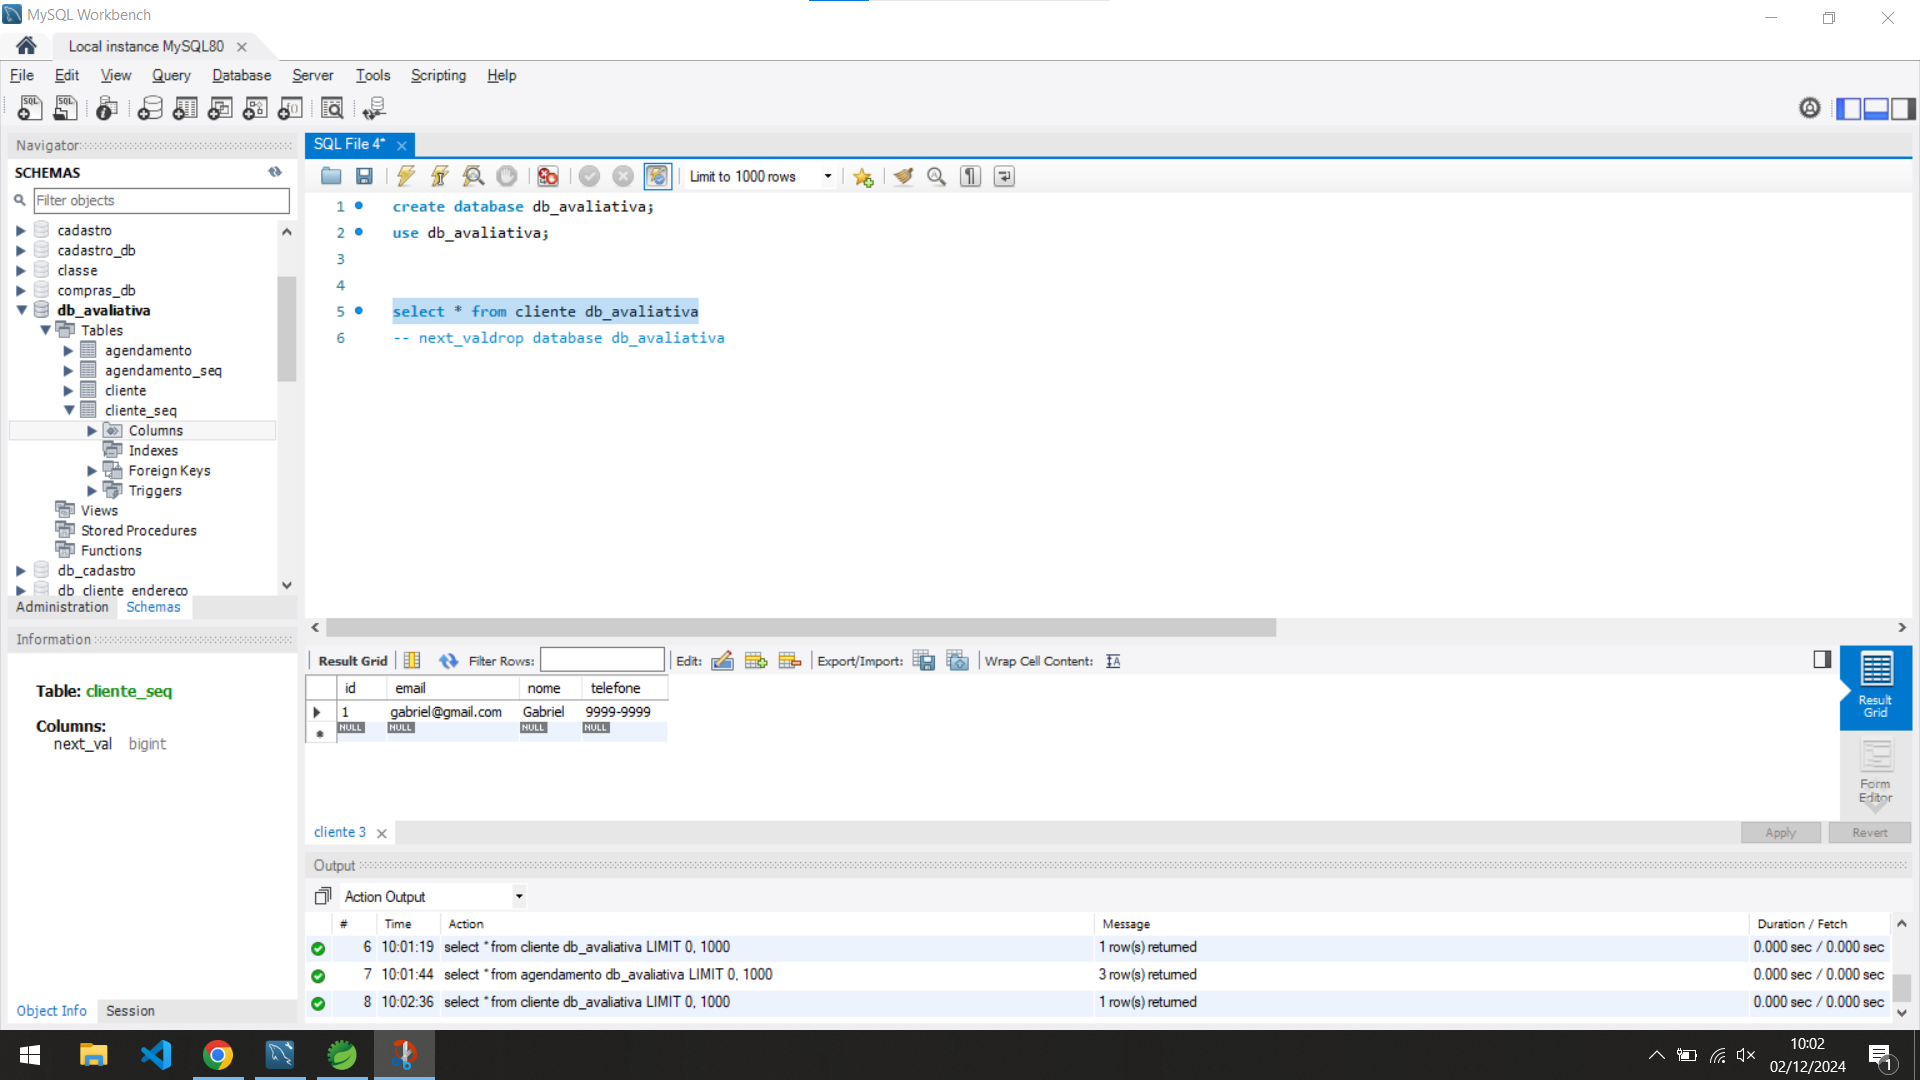 MySQL Workbench
Local instance MySQL80
File Edit View Query Database Server Tools Scripting Help
Navigator
SQL File 4*
SCHEMAS
Limit to 1000 rows
Filter objects
cadastro
cadastro_db
classe
compras_db
db_avaliativa
Tables
agendamento
agendamento_seq
cliente
cliente_seq
Columns
Indexes
Foreign Keys
Triggers
Views
Stored Procedures
Functions
db_cadastro
db_cliente_endereco
Administration Schemas
1 create database db_avaliativa;
2 use db_avaliativa;
3
4
5 select * from cliente db_avaliativa
6 -- next_valdrop database db_avaliativa
Information
Table: cliente_seq
Columns:
next_val bigint
Object Info Session
Result Grid Filter Rows: Edit: Export/Import: Wrap Cell Content:
id email nome telefone
1 gabriel@gmail.com Gabriel 9999-9999
NULL NULL NULL NULL
Result
Grid
Form
Editor
cliente 3
Apply Revert
Output
Action Output
# Time Action Message Duration / Fetch
6 10:01:19 select * from cliente db_avaliativa LIMIT 0, 1000 1 row(s) returned 0.000 sec / 0.000 sec
7 10:01:44 select * from agendamento db_avaliativa LIMIT 0, 1000 3 row(s) returned 0.000 sec / 0.000 sec
8 10:02:36 select * from cliente db_avaliativa LIMIT 0, 1000 1 row(s) returned 0.000 sec / 0.000 sec
10:02
02/12/2024
1